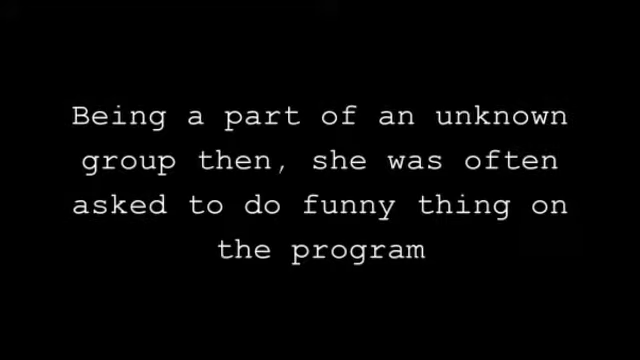 Being a part of an unknown
group then, she was often
asked to do funny thing on
the program